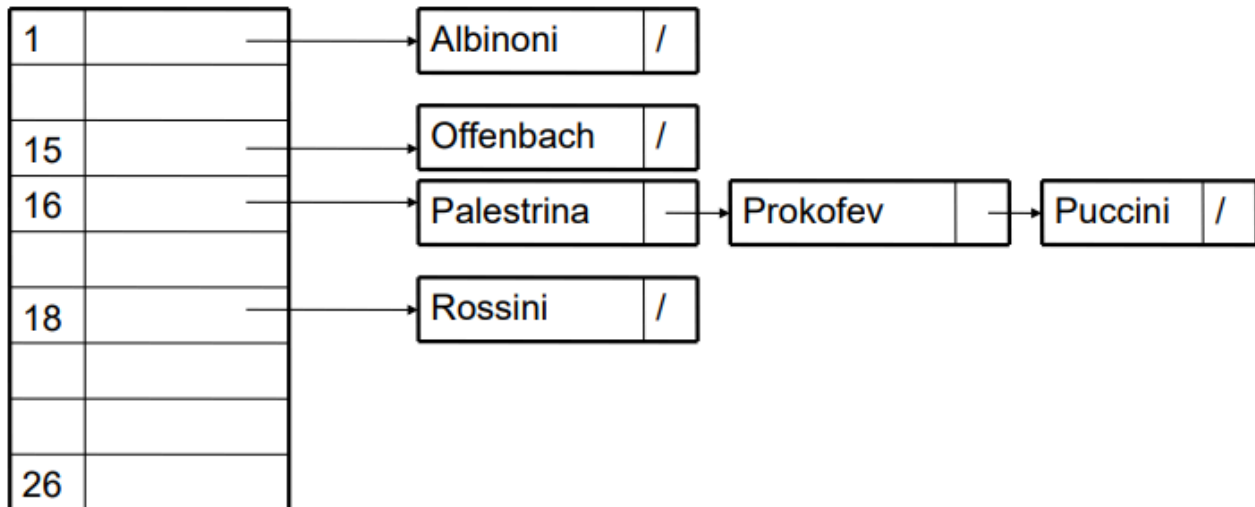 1 Albinoni /
15 Offenbach /
16 Palestrina Prokofev Puccini /
18 Rossini /
26